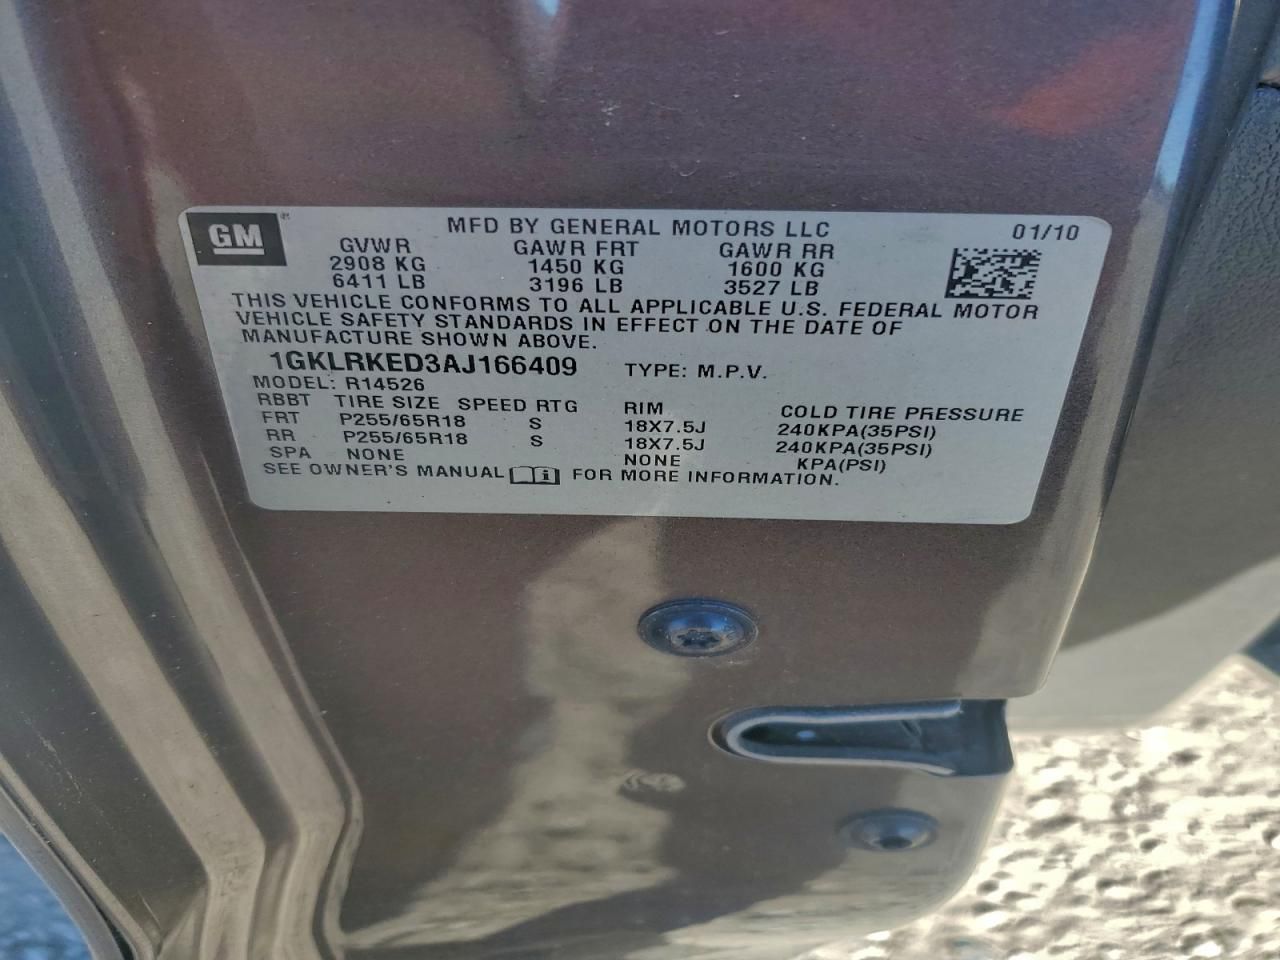 GM MFD BY GENERAL MOTORS LLC 01/10
GVWR GAWR FRT GAWR RR
2908 KG 1450 KG 1600 KG
6411 LB 3196 LB 3527 LB
THIS VEHICLE CONFORMS TO ALL APPLICABLE U.S. FEDERAL MOTOR
VEHICLE SAFETY STANDARDS IN EFFECT ON THE DATE OF
MANUFACTURE SHOWN ABOVE.
1GKLRKED3AJ166409 TYPE: M.P.V.
MODEL: R14526
RBBT TIRE SIZE SPEED RTG RIM COLD TIRE PRESSURE
FRT P255/65R18 S 18X7.5J 240KPA(35PSI)
RR P255/65R18 S 18X7.5J 240KPA(35PSI)
SPA NONE NONE KPA(PSI)
SEE OWNER'S MANUAL i FOR MORE INFORMATION.